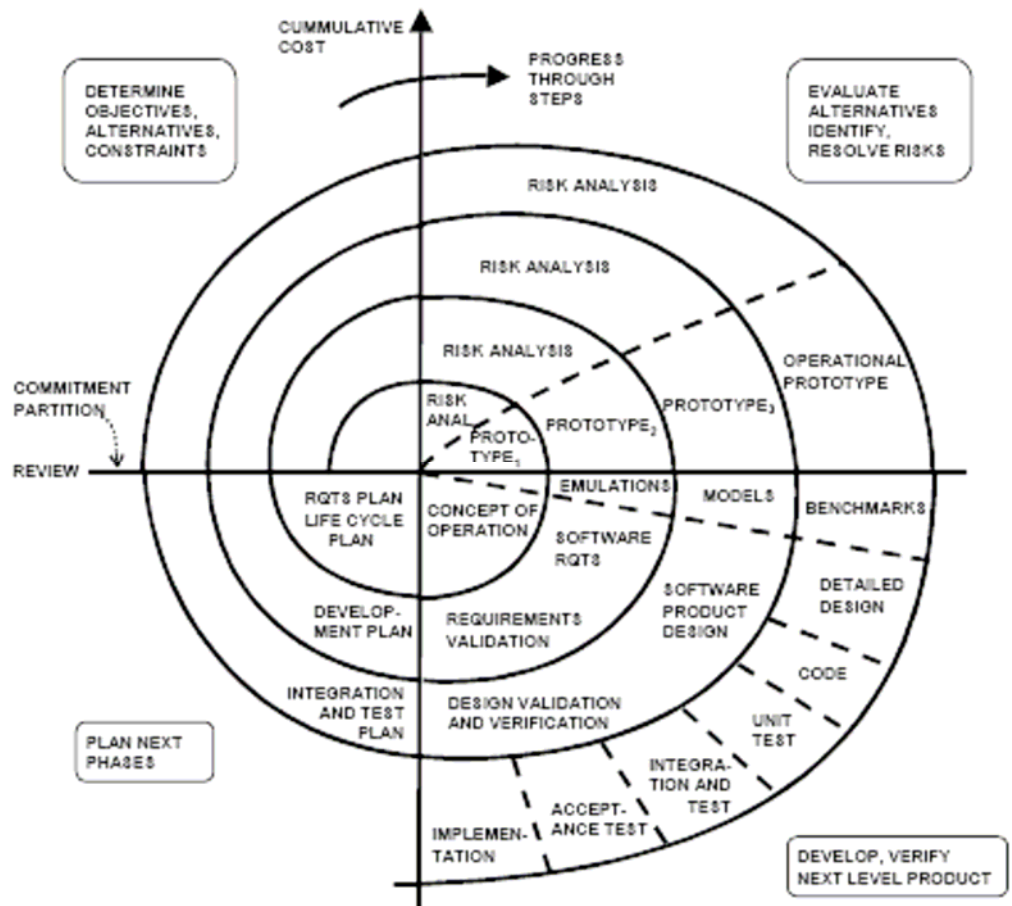 CUMMULATIVE
COST
PROGRESS
THROUGH
STEPS
DETERMINE
OBJECTIVES,
ALTERNATIVES,
CONSTRAINTS
EVALUATE
ALTERNATIVES
IDENTIFY,
RESOLVE RISKS
RISK ANALYSIS
RISK ANALYSIS
RISK ANALYSIS
RISK
ANAL.
PROTO-
TYPE1
PROTOTYPE2
PROTOTYPE3
OPERATIONAL
PROTOTYPE
COMMITMENT
PARTITION
REVIEW
EMULATIONS
MODELS
BENCHMARKS
RQTS PLAN
LIFE CYCLE
PLAN
CONCEPT OF
OPERATION
SOFTWARE
RQTS
SOFTWARE
PRODUCT
DESIGN
DETAILED
DESIGN
DEVELOP-
MENT PLAN
REQUIREMENTS
VALIDATION
CODE
INTEGRATION
AND TEST
PLAN
DESIGN VALIDATION
AND VERIFICATION
UNIT
TEST
PLAN NEXT
PHASES
INTEGRA-
TION AND
TEST
ACCEPT-
ANCE TEST
IMPLEMEN-
TATION
DEVELOP, VERIFY
NEXT LEVEL PRODUCT